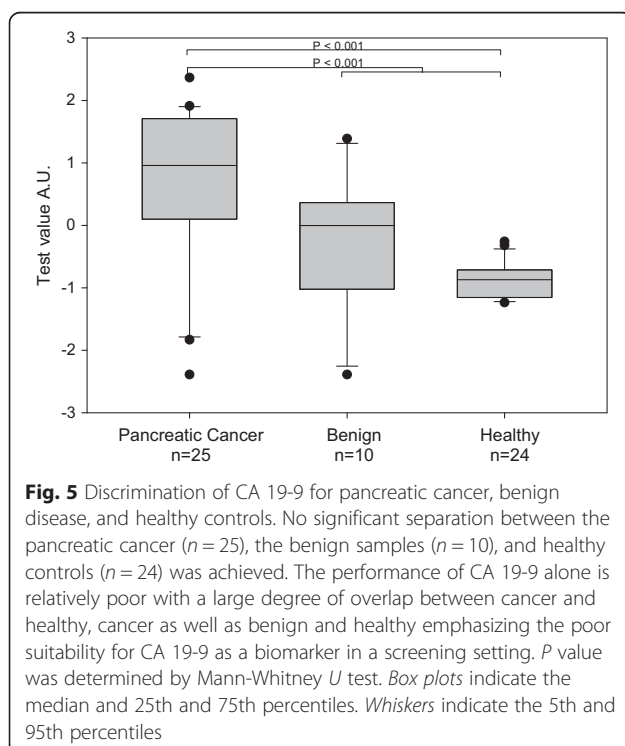 P < 0.001
P < 0.001
3
2
1
0
-1
-2
-3
Test value A.U.
Pancreatic Cancer Benign Healthy
n=25 n=10 n=24
Fig. 5 Discrimination of CA 19-9 for pancreatic cancer, benign
disease, and healthy controls. No significant separation between the
pancreatic cancer (n = 25), the benign samples (n = 10), and healthy
controls (n = 24) was achieved. The performance of CA 19-9 alone is
relatively poor with a large degree of overlap between cancer and
healthy, cancer as well as benign and healthy emphasizing the poor
suitability for CA 19-9 as a biomarker in a screening setting. P value
was determined by Mann-Whitney U test. Box plots indicate the
median and 25th and 75th percentiles. Whiskers indicate the 5th and
95th percentiles